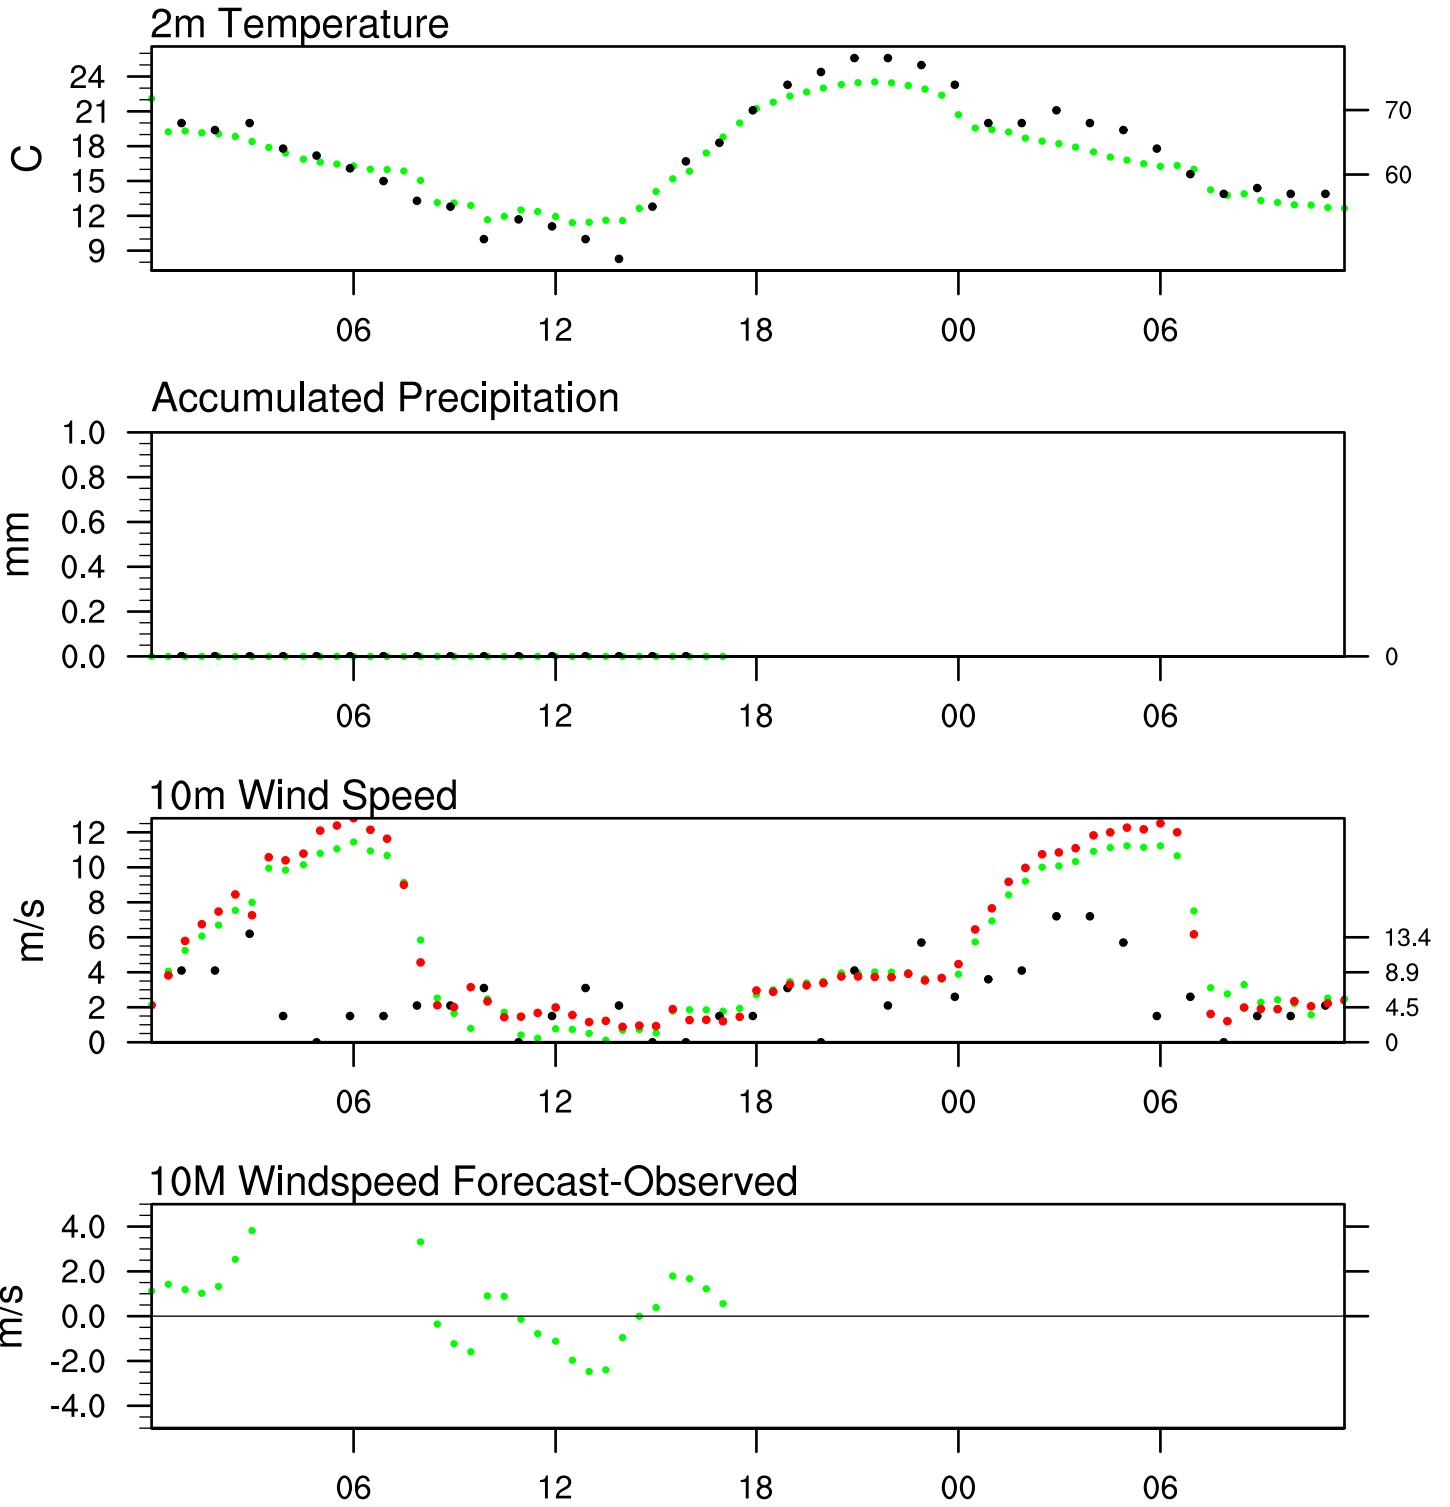 2m Temperature
24
21
18
15
12
9
C
70
60
06 12 18 00 06
Accumulated Precipitation
1.0
0.8
0.6
0.4
0.2
0.0
mm
0
06 12 18 00 06
10m Wind Speed
12
10
8
6
4
2
0
m/s
13.4
8.9
4.5
0
06 12 18 00 06
10M Windspeed Forecast-Observed
4.0
2.0
0.0
-2.0
-4.0
m/s
06 12 18 00 06